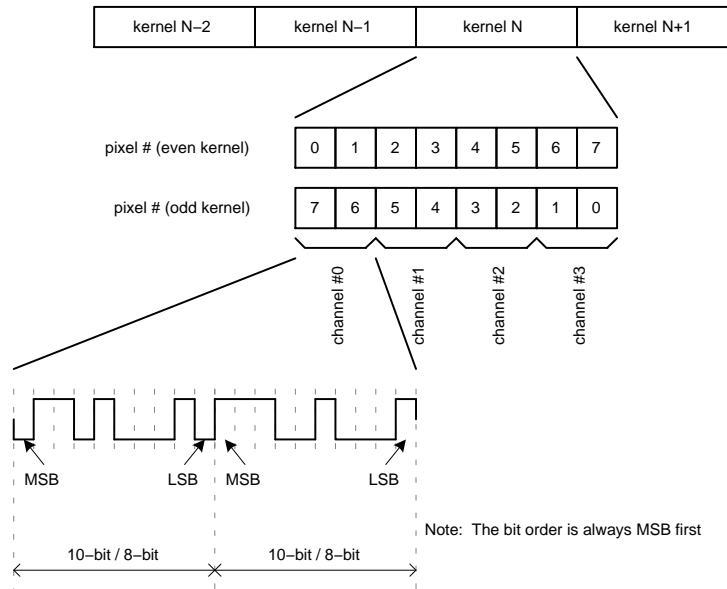 kernel N−2 kernel N−1 kernel N kernel N+1
pixel # (even kernel) 0 1 2 3 4 5 6 7
pixel # (odd kernel) 7 6 5 4 3 2 1 0
channel #0 channel #1 channel #2 channel #3
MSB LSB MSB LSB
Note: The bit order is always MSB first
10−bit / 8−bit 10−bit / 8−bit